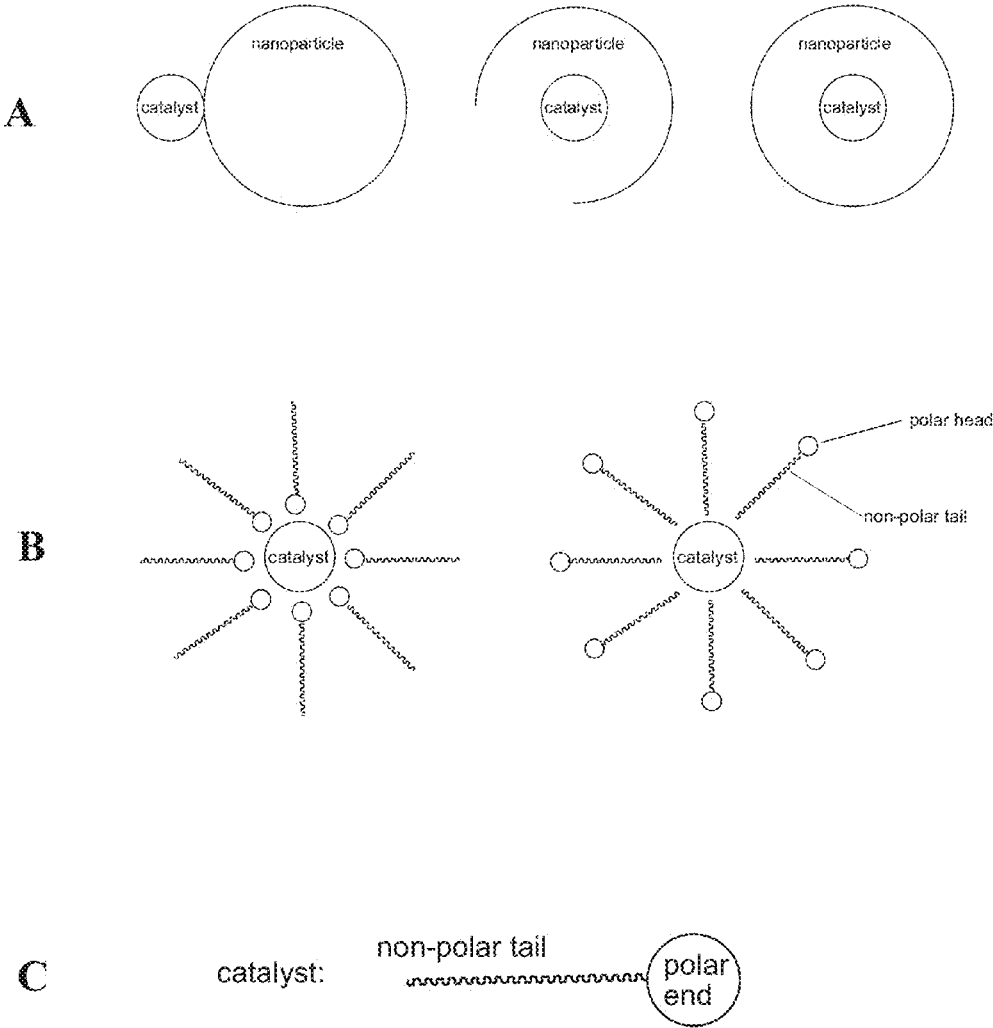 nanoparticle
nanoparticle
nanoparticle
A
catalyst
catalyst
catalyst
polar head
non-polar tail
B
catalyst
catalyst
non-polar tail
C
catalyst:
polar
end